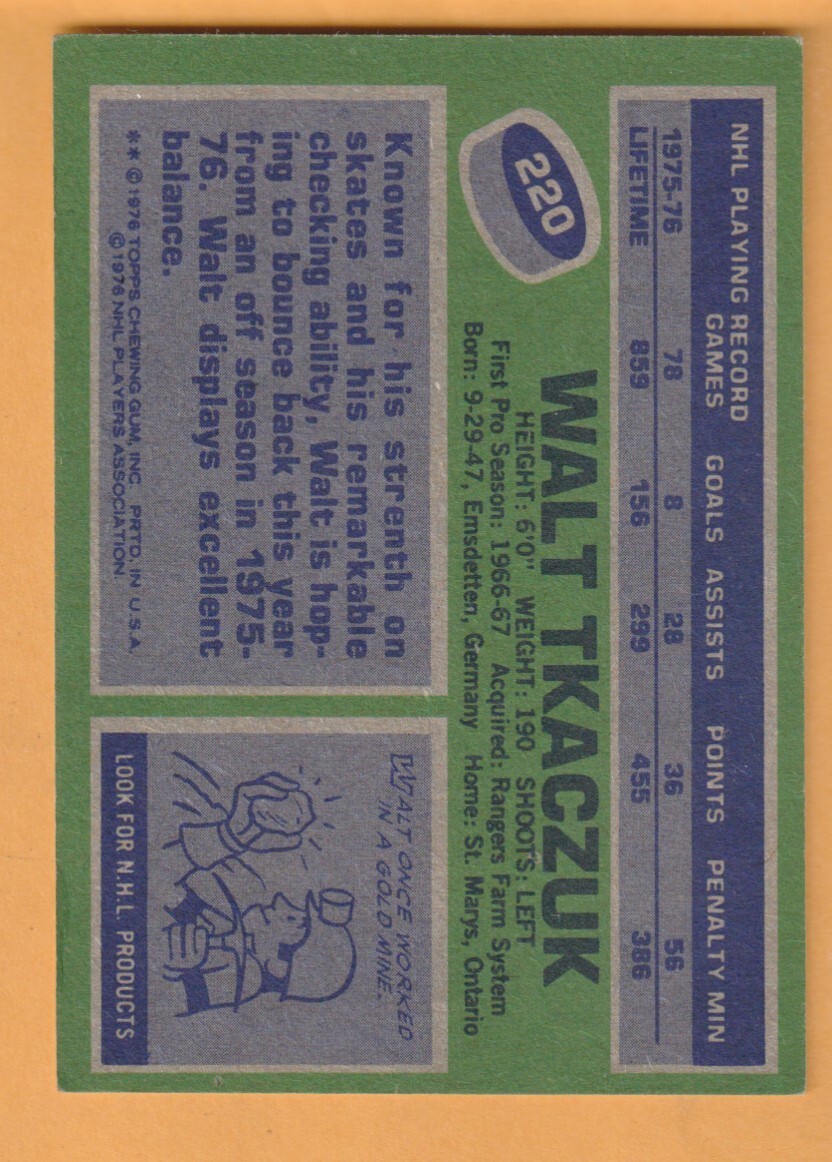 NHL PLAYING RECORD
GAMES GOALS ASSISTS POINTS PENALTY MIN
1975-76 78 8 28 36 56
LIFETIME 859 156 299 455 386
220
WALT TKACZUK
HEIGHT: 6'0" WEIGHT: 190 SHOOTS: LEFT
First Pro Season: 1966-67 Acquired: Rangers Farm System
Born: 9-29-47, Emsdetten, Germany Home: St. Marys, Ontario
Known for his strenth on
skates and his remarkable
checking ability, Walt is hop-
ing to bounce back this year
from an off season in 1975-
76. Walt displays excellent
balance.
** © 1976 TOPPS CHEWING GUM, INC. PRTD. IN U.S.A.
© 1976 NHL PLAYERS ASSOCIATION
WALT ONCE WORKED
IN A GOLD MINE.
LOOK FOR N.H.L. PRODUCTS